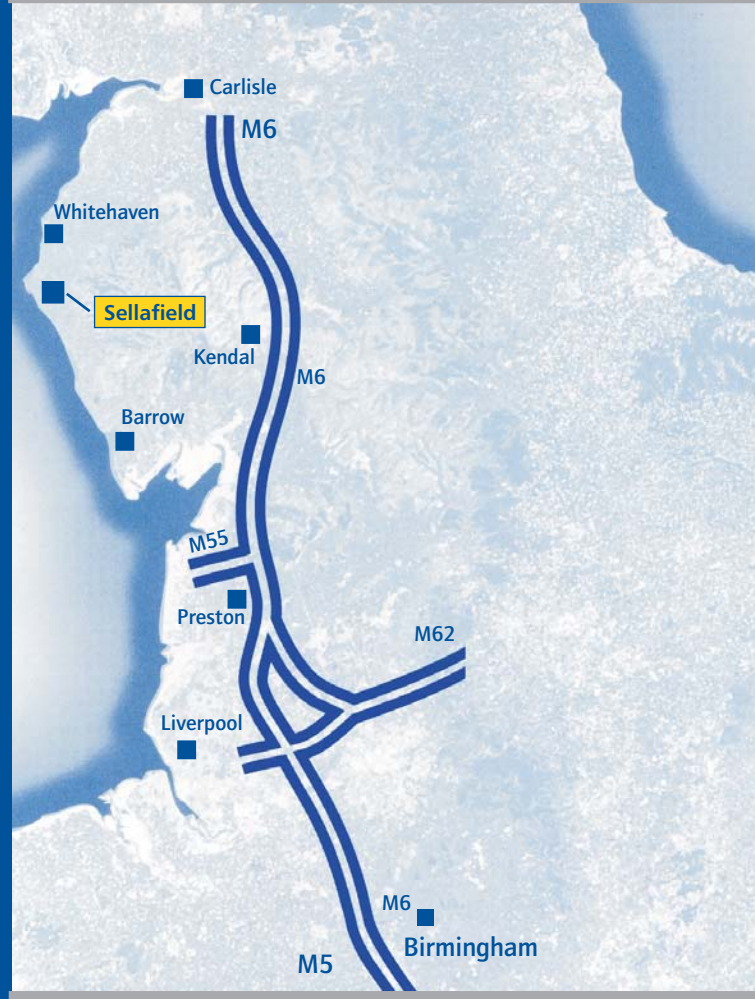 Carlisle
M6
Whitehaven
Sellafield
Kendal
M6
Barrow
M55
Preston
M62
Liverpool
M6
Birmingham
M5